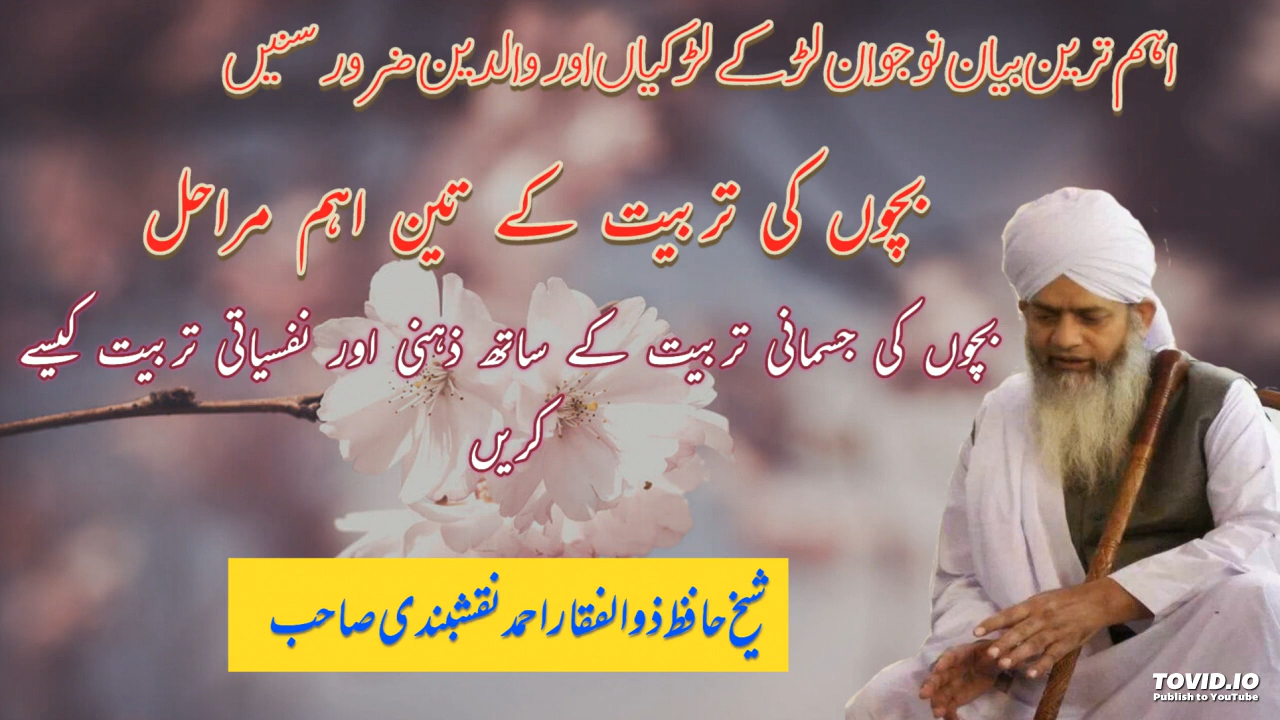 اہم ترین بیان نوجوان لڑکے لڑکیاں اور والدین ضرور سنیں
بچوں کی تربیت کے تین اہم مراحل
بچوں کی جسمانی تربیت کے ساتھ ذہنی اور نفسیاتی تربیت کیسے
کریں
شیخ حافظ ذوالفقار احمد نقشبندی صاحب
TOVID.IO
Publish to YouTube